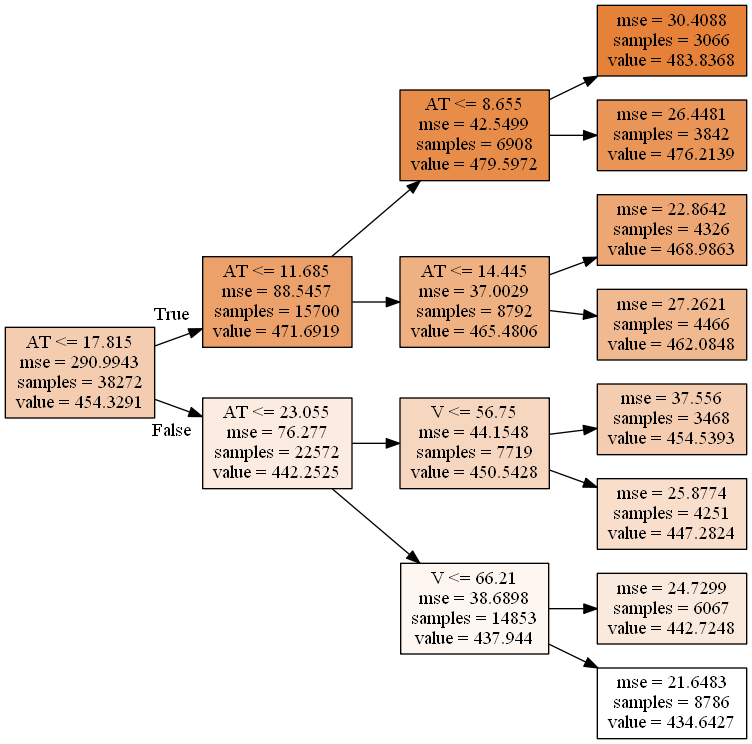 AT <= 17.815
mse = 290.9943
samples = 38272
value = 454.3291
True
False
AT <= 11.685
mse = 88.5457
samples = 15700
value = 471.6919
AT <= 23.055
mse = 76.277
samples = 22572
value = 442.2525
AT <= 8.655
mse = 42.5499
samples = 6908
value = 479.5972
AT <= 14.445
mse = 37.0029
samples = 8792
value = 465.4806
V <= 56.75
mse = 44.1548
samples = 7719
value = 450.5428
V <= 66.21
mse = 38.6898
samples = 14853
value = 437.944
mse = 30.4088
samples = 3066
value = 483.8368
mse = 26.4481
samples = 3842
value = 476.2139
mse = 22.8642
samples = 4326
value = 468.9863
mse = 27.2621
samples = 4466
value = 462.0848
mse = 37.556
samples = 3468
value = 454.5393
mse = 25.8774
samples = 4251
value = 447.2824
mse = 24.7299
samples = 6067
value = 442.7248
mse = 21.6483
samples = 8786
value = 434.6427